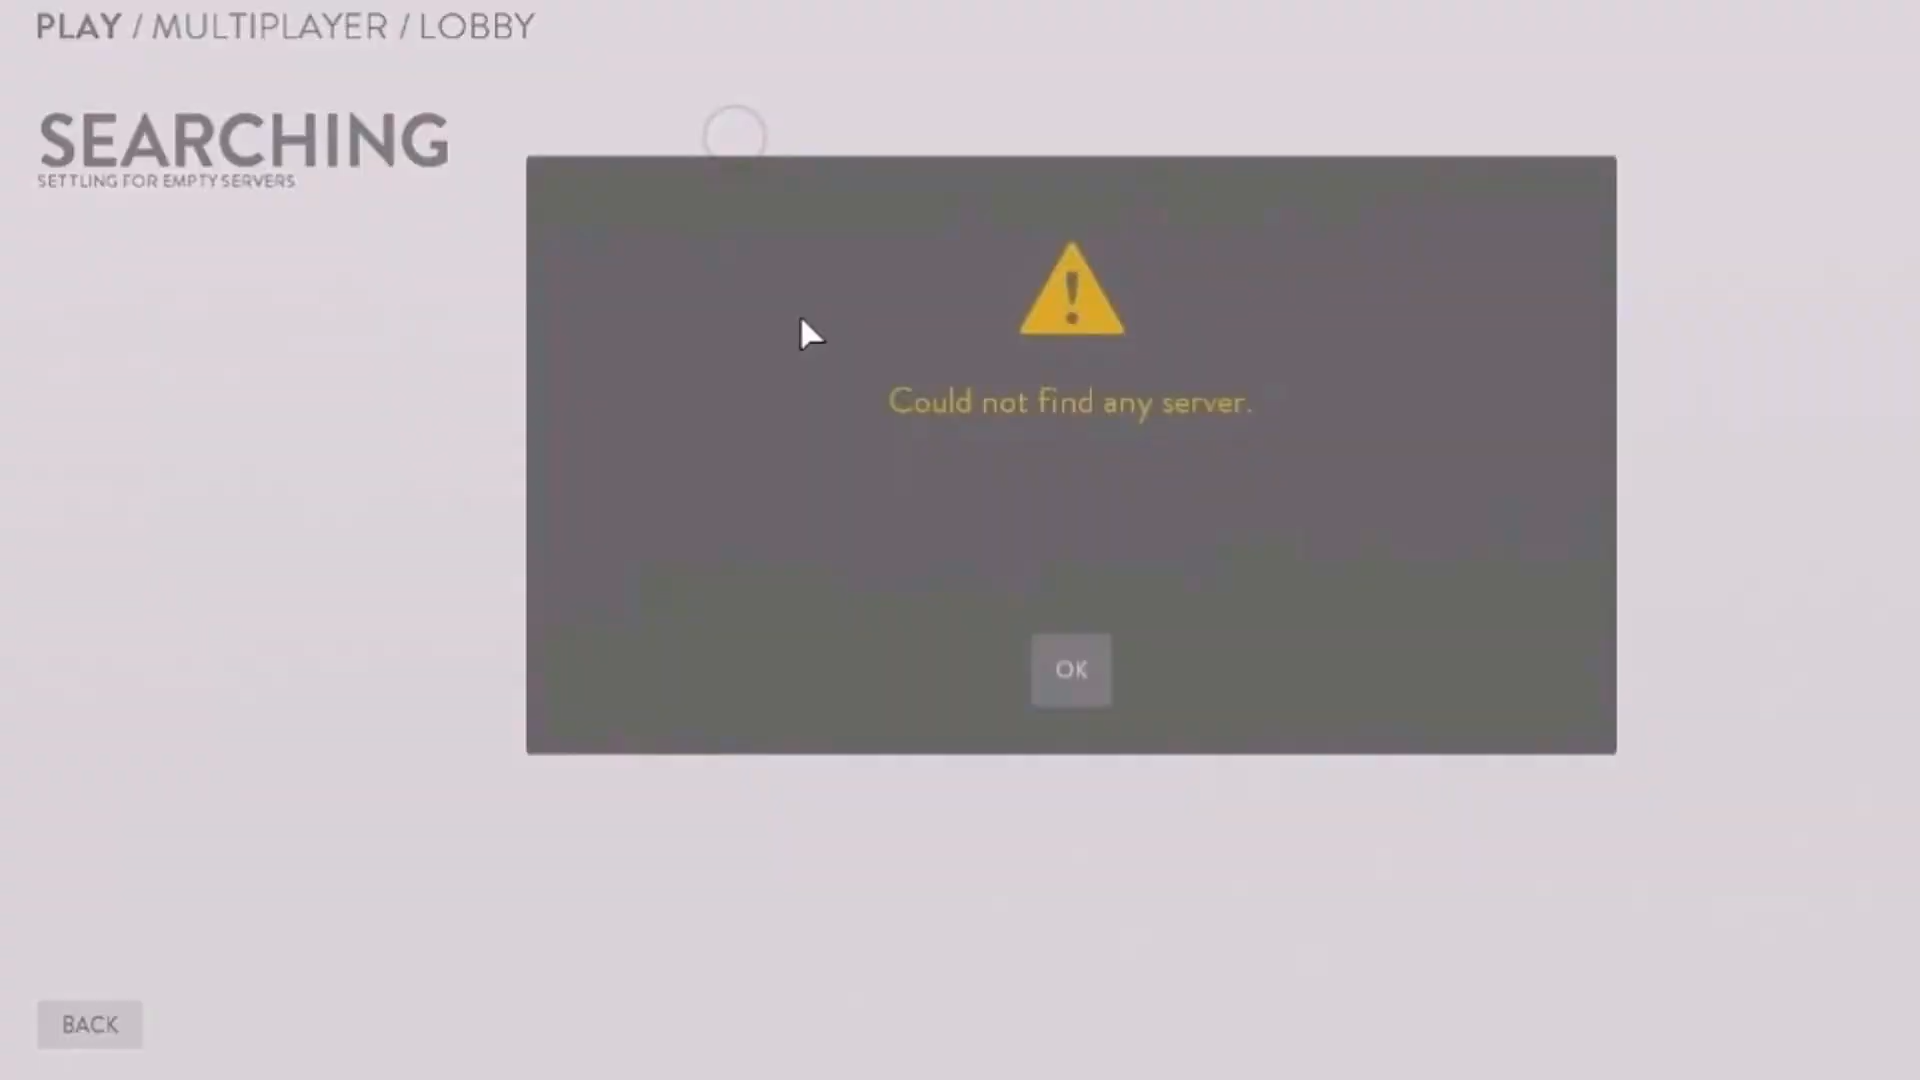 PLAY / MULTIPLAYER / LOBBY
SEARCHING
SETTLING FOR EMPTY SERVERS
Could not find any server.
OK
BACK